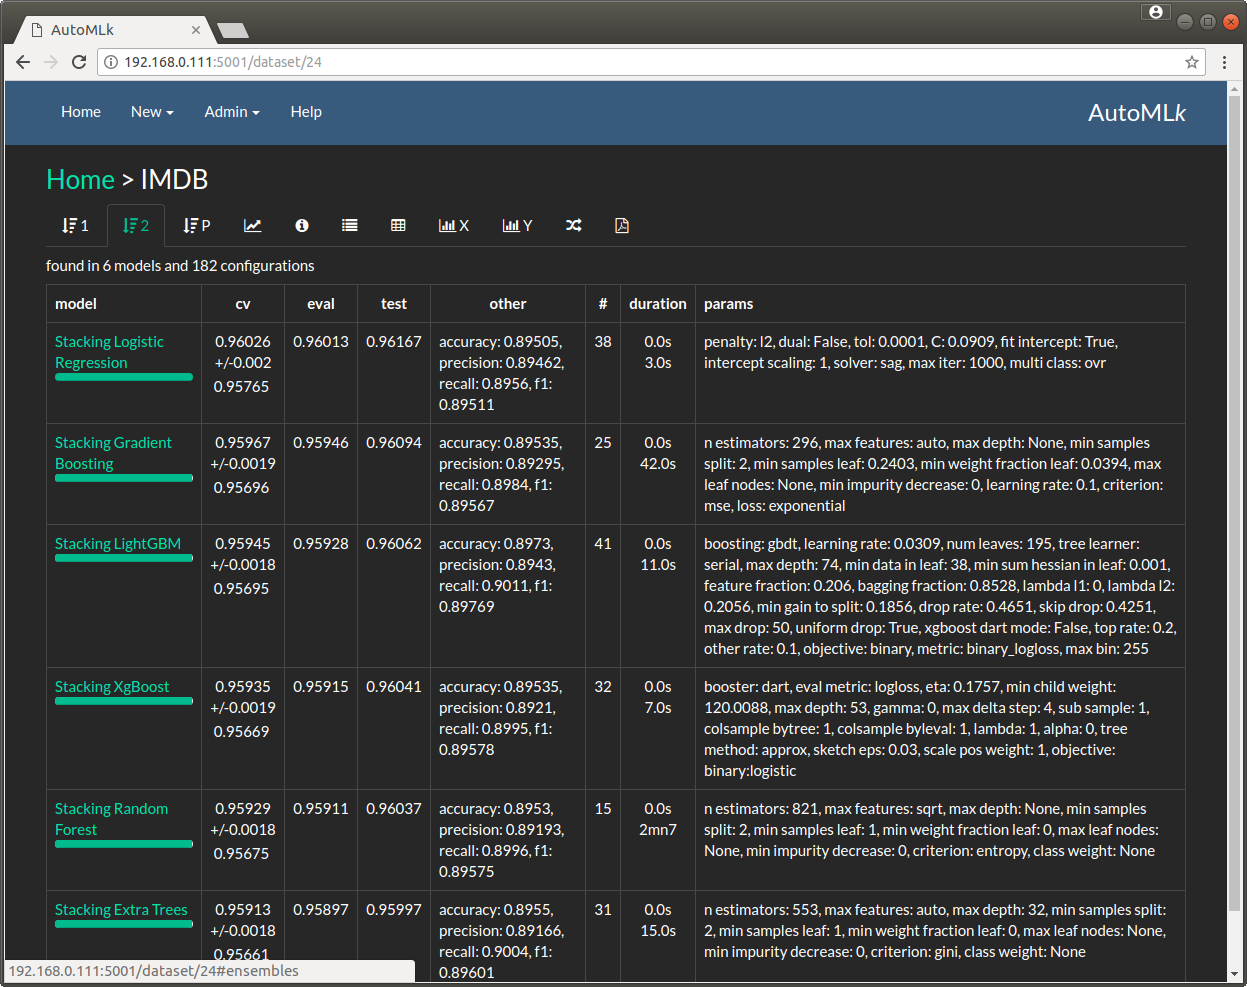 AutoMLk
192.168.0.111:5001/dataset/24
Home New Admin Help AutoMLk
Home > IMDB
1 2 P X Y
found in 6 models and 182 configurations
model cv eval test other # duration params
Stacking Logistic
Regression
0.96026
+/-0.002
0.95765
0.96013
0.96167
accuracy: 0.89505,
precision: 0.89462,
recall: 0.8956, f1:
0.89511
38
0.0s
3.0s
penalty: l2, dual: False, tol: 0.0001, C: 0.0909, fit intercept: True,
intercept scaling: 1, solver: sag, max iter: 1000, multi class: ovr
Stacking Gradient
Boosting
0.95967
+/-0.0019
0.95696
0.95946
0.96094
accuracy: 0.89535,
precision: 0.89295,
recall: 0.8984, f1:
0.89567
25
0.0s
42.0s
n estimators: 296, max features: auto, max depth: None, min samples
split: 2, min samples leaf: 0.2403, min weight fraction leaf: 0.0394, max
leaf nodes: None, min impurity decrease: 0, learning rate: 0.1, criterion:
mse, loss: exponential
Stacking LightGBM
0.95945
+/-0.0018
0.95695
0.95928
0.96062
accuracy: 0.8973,
precision: 0.8943,
recall: 0.9011, f1:
0.89769
41
0.0s
11.0s
boosting: gbdt, learning rate: 0.0309, num leaves: 195, tree learner:
serial, max depth: 74, min data in leaf: 38, min sum hessian in leaf: 0.001,
feature fraction: 0.206, bagging fraction: 0.8528, lambda l1: 0, lambda l2:
0.2056, min gain to split: 0.1856, drop rate: 0.4651, skip drop: 0.4251,
max drop: 50, uniform drop: True, xgboost dart mode: False, top rate: 0.2,
other rate: 0.1, objective: binary, metric: binary_logloss, max bin: 255
Stacking XgBoost
0.95935
+/-0.0019
0.95669
0.95915
0.96041
accuracy: 0.89535,
precision: 0.8921,
recall: 0.8995, f1:
0.89578
32
0.0s
7.0s
booster: dart, eval metric: logloss, eta: 0.1757, min child weight:
120.0088, max depth: 53, gamma: 0, max delta step: 4, sub sample: 1,
colsample bytree: 1, colsample byleval: 1, lambda: 1, alpha: 0, tree
method: approx, sketch eps: 0.03, scale pos weight: 1, objective:
binary:logistic
Stacking Random
Forest
0.95929
+/-0.0018
0.95675
0.95911
0.96037
accuracy: 0.8953,
precision: 0.89193,
recall: 0.8996, f1:
0.89575
15
0.0s
2mn7
n estimators: 821, max features: sqrt, max depth: None, min samples
split: 2, min samples leaf: 1, min weight fraction leaf: 0, max leaf nodes:
None, min impurity decrease: 0, criterion: entropy, class weight: None
Stacking Extra Trees
0.95913
+/-0.0018
0.95661
0.95897
0.95997
accuracy: 0.8955,
precision: 0.89166,
recall: 0.9004, f1:
0.89601
31
0.0s
15.0s
n estimators: 553, max features: auto, max depth: 32, min samples split:
2, min samples leaf: 1, min weight fraction leaf: 0, max leaf nodes: None,
min impurity decrease: 0, criterion: gini, class weight: None
192.168.0.111:5001/dataset/24#ensembles